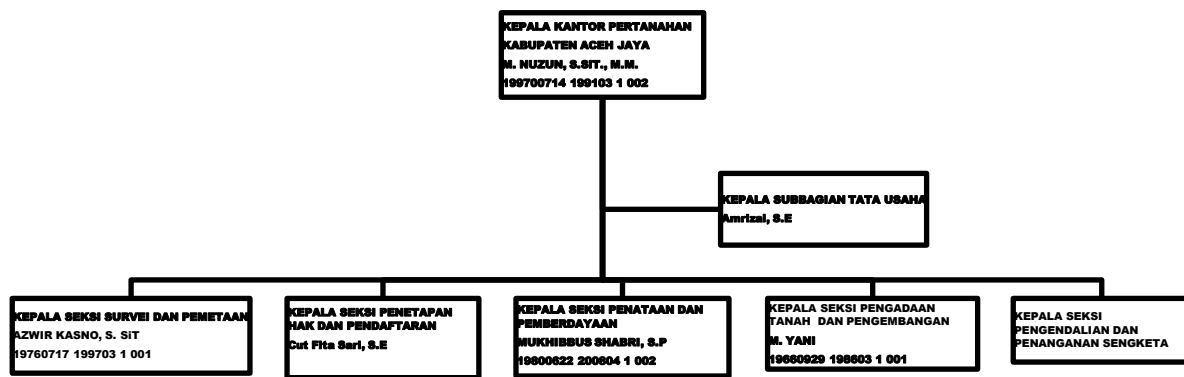 KEPALA KANTOR PERTANAHAN
KABUPATEN ACEH JAYA
M. NUZUN, S.SIT., M.M.
199700714 199103 1 002
KEPALA SUBBAGIAN TATA USAHA
Amrizal, S.E
KEPALA SEKSI SURVEI DAN PEMETAAN
AZWIR KASNO, S. SiT
19760717 199703 1 001
KEPALA SEKSI PENETAPAN
HAK DAN PENDAFTARAN
Cut Fita Sari, S.E
KEPALA SEKSI PENATAAN DAN
PEMBERDAYAAN
MUKHIBBUS SHABRI, S.P
19800622 200804 1 002
KEPALA SEKSI PENGADAAN
TANAH DAN PENGEMBANGAN
M. YANI
19660929 198603 1 001
KEPALA SEKSI
PENGENDALIAN DAN
PENANGANAN SENGKETA